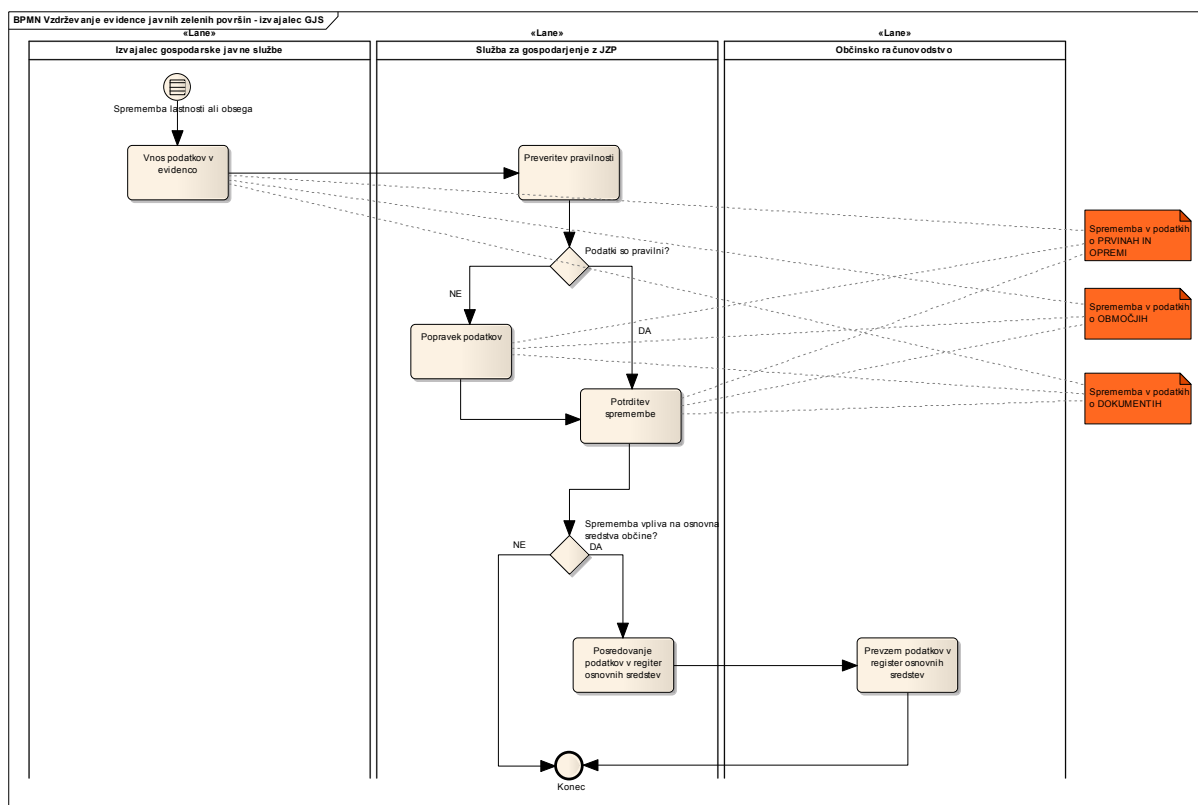 BPMN Vzdrževanje evidence javnih zelenih površin - izvajalec GJS
«Lane»
Izvajalec gospodarske javne službe
«Lane»
Služba za gospodarjenje z JZP
«Lane»
Občinsko računovodstvo
Sprememba lastnosti ali obsega
Vnos podatkov v
evidenco
Preveritev pravilnosti
Podatki so pravilni?
NE
DA
Popravek podatkov
Potrditev
spremembe
Sprememba v podatkih
o PRVINAH IN
OPREMI
Sprememba v podatkih
o OBMOČJIH
Sprememba v podatkih
o DOKUMENTIH
Sprememba vpliva na osnovna
sredstva občine?
NE
DA
Posredovanje
podatkov v regiter
osnovnih sredstev
Prevzem podatkov v
register osnovnih
sredstev
Konec